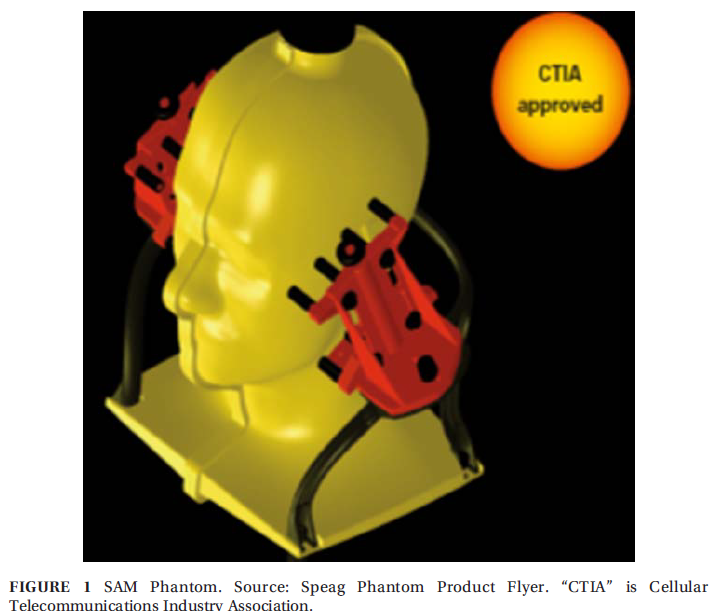 CTIA
approved
FIGURE 1 SAM Phantom. Source: Speag Phantom Product Flyer. “CTIA” is Cellular
Telecommunications Industry Association.